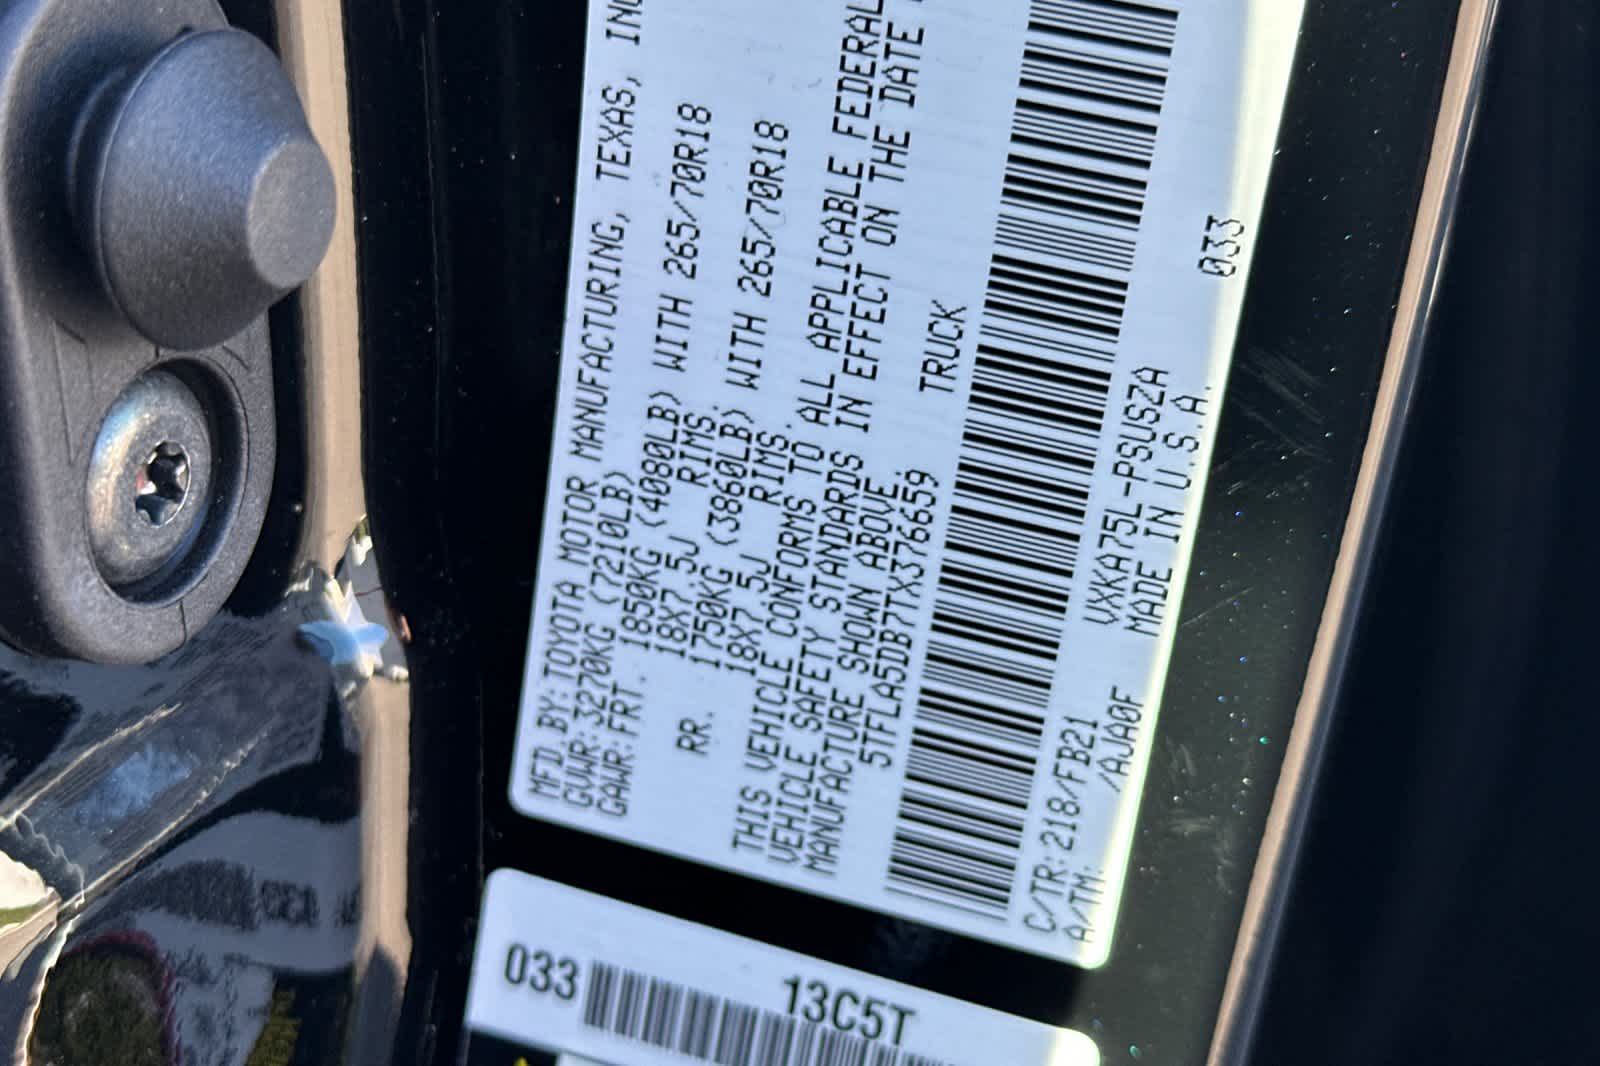 MFD BY: TOYOTA MOTOR MANUFACTURING, TEXAS,
GVWR:3270KG (7210LB)
GAWR:FRT. 1850KG (4080LB) WITH 265/70R18
18X7.5J RIMS.
RR. 1750KG (3860LB) WITH 265/70R18
18X7.5J RIMS.
THIS VEHICLE CONFORMS TO ALL APPLICABLE FEDERAL
VEHICLE SAFETY STANDARDS IN EFFECT ON THE DATE
MANUFACTURE SHOWN ABOVE.
5TFLA5DB7TX376659 TRUCK
C/TR:218/FB21 VXKA75L-PSUSZA
A/TM: /AJA0F MADE IN U.S.A. 033
033 13C5T